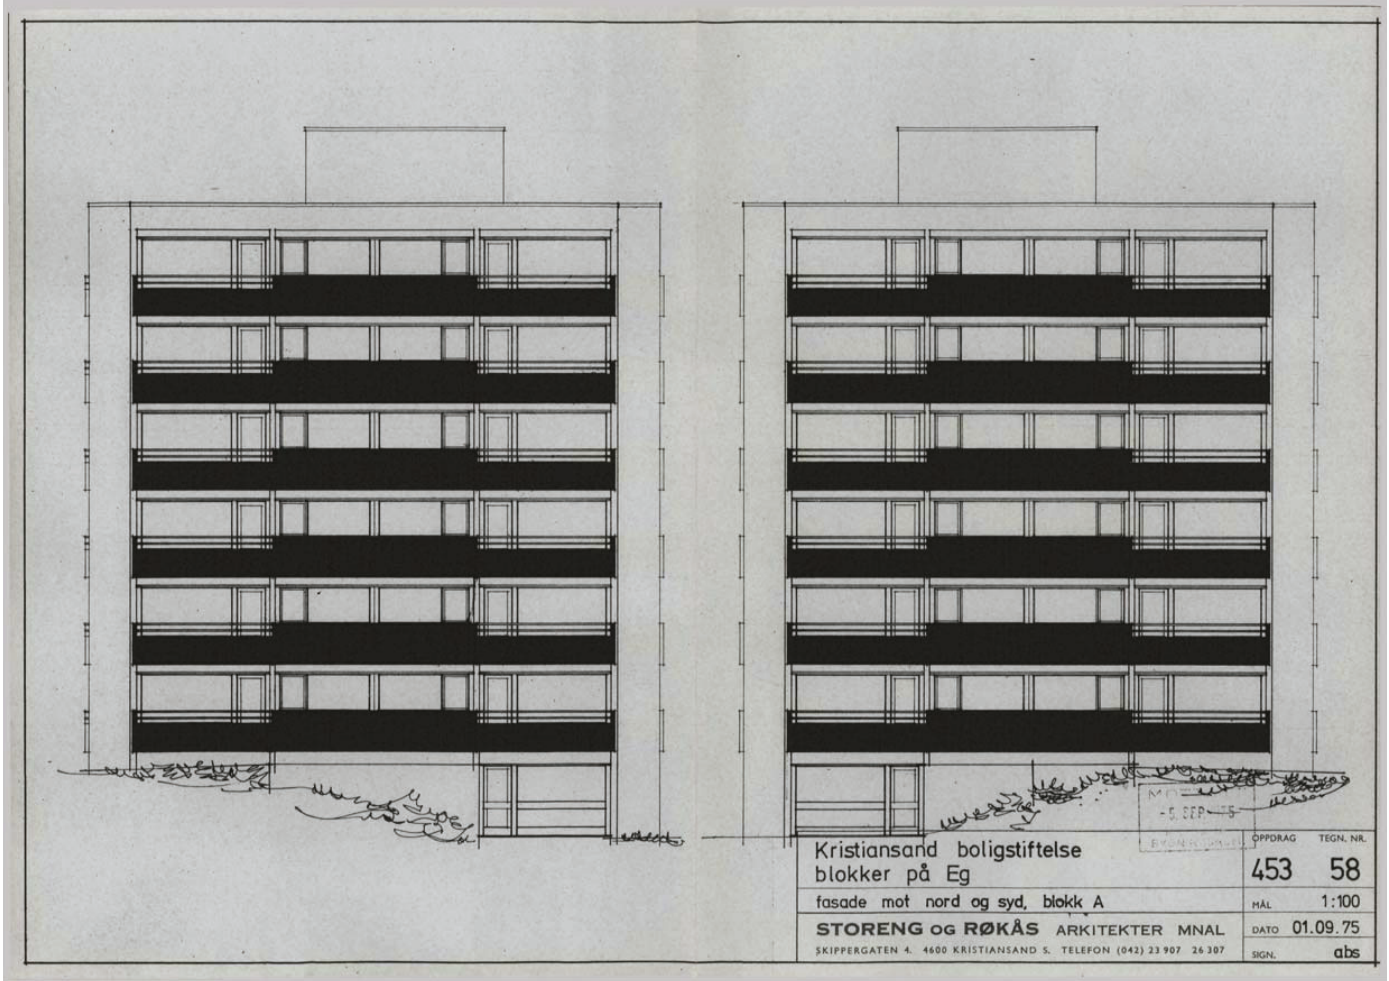 - 5. SEP.
Kristiansand boligstiftelse
blokker på Eg
fasade mot nord og syd, blokk A
STORENG OG RØKÅS ARKITEKTER MNAL
SKIPPERGATEN 4. 4600 KRISTIANSAND S. TELEFON (042) 23 907 26 307
OPPDRAG TEGN. NR.
453 58
MÅL 1:100
DATO 01.09.75
SIGN. abs